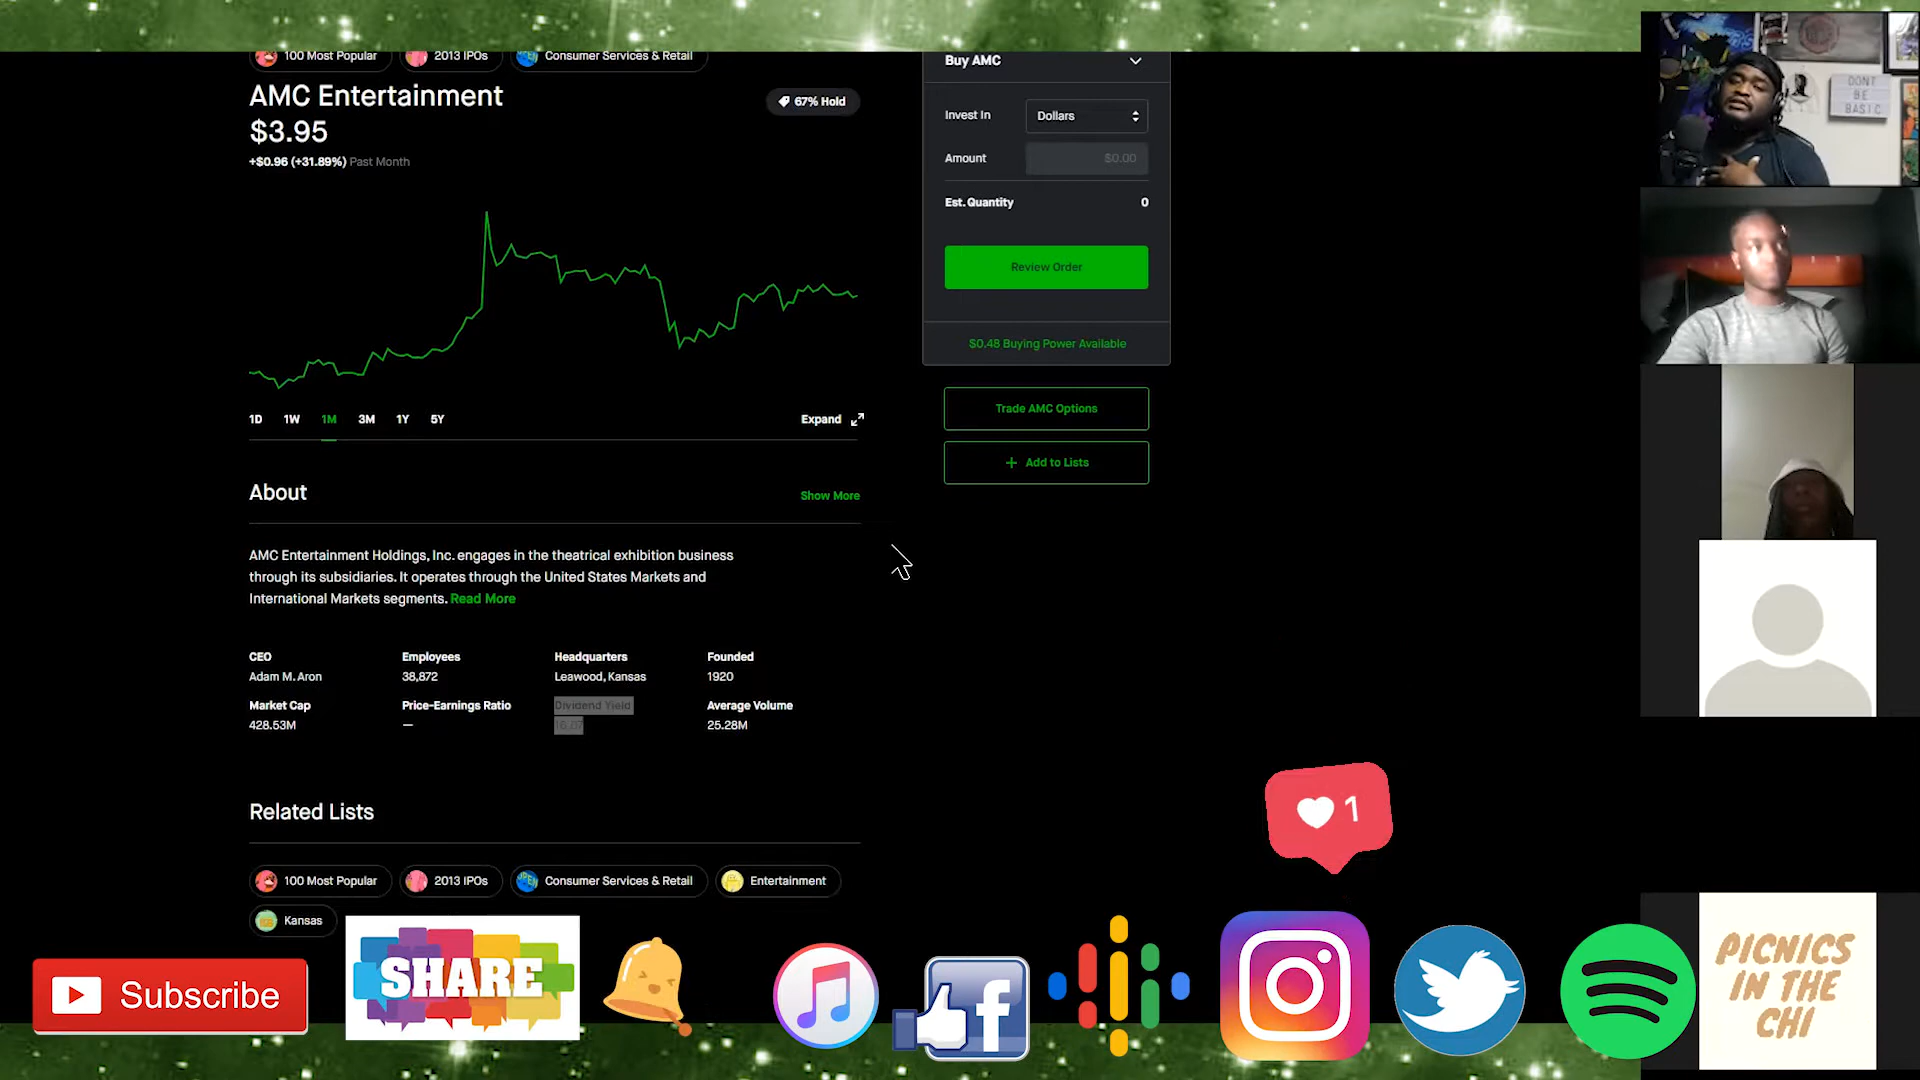 100 Most Popular
2013 IPOs
Consumer Services & Retail
AMC Entertainment
$3.95
+$0.96 (+31.89%) Past Month
67% Hold
1D 1W 1M 3M 1Y 5Y
Expand
About
Show More
AMC Entertainment Holdings, Inc. engages in the theatrical exhibition business
through its subsidiaries. It operates through the United States Markets and
International Markets segments. Read More
CEO
Adam M. Aron
Employees
38,872
Headquarters
Leawood, Kansas
Founded
1920
Market Cap
428.53M
Price-Earnings Ratio
—
Dividend Yield
Average Volume
25.28M
Related Lists
100 Most Popular
2013 IPOs
Consumer Services & Retail
Entertainment
Kansas
Buy AMC
Invest In
Dollars
Amount
$0.00
Est. Quantity
0
Review Order
$0.48 Buying Power Available
Trade AMC Options
+ Add to Lists
DONT
BE
BASIC
1
Subscribe
SHARE
f
PICNICS
IN THE
CHI